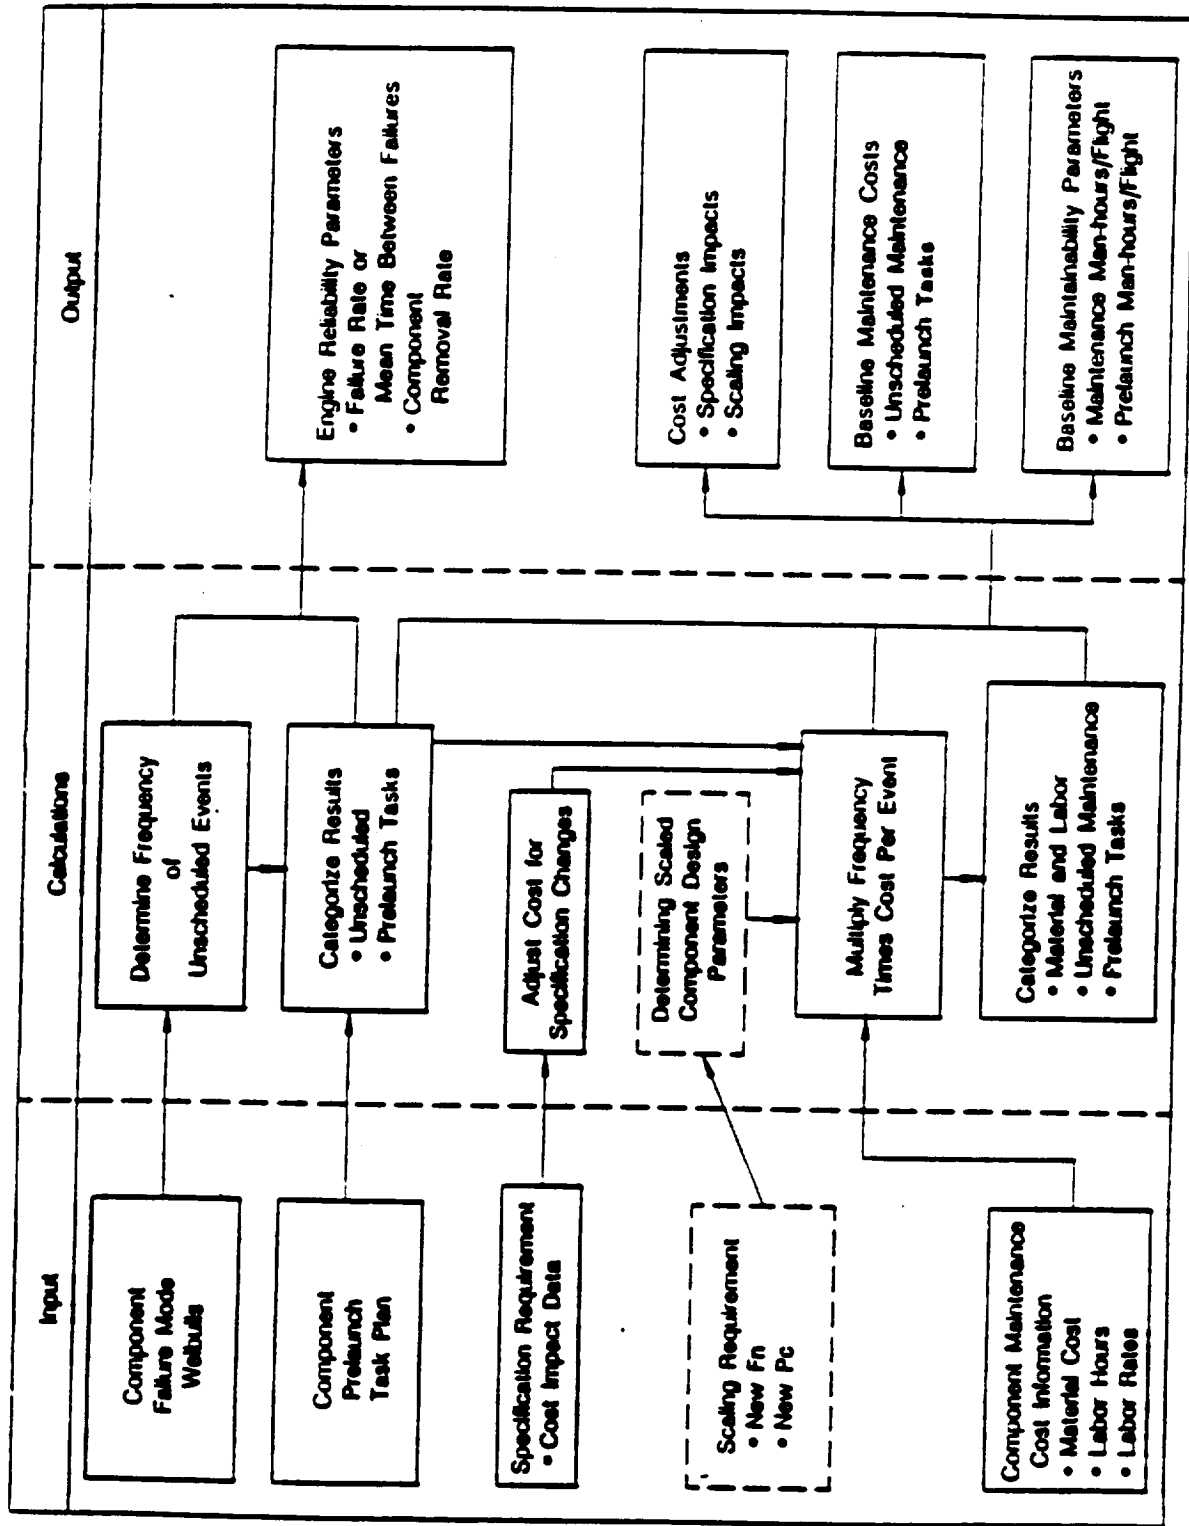 Input
Calculations
Output
Component
Failure Mode
Weibulls
Component
Prelaunch
Task Plan
Specification Requirement
• Cost Impact Data
Scaling Requirement
• New Fn
• New Pc
Component Maintenance
Cost Information
• Material Cost
• Labor Hours
• Labor Rates
Determine Frequency
of
Unscheduled Events
Categorize Results
• Unscheduled
• Prelaunch Tasks
Adjust Cost for
Specification Changes
Determining Scaled
Component Design
Parameters
Multiply Frequency
Times Cost Per Event
Categorize Results
• Material and Labor
• Unscheduled Maintenance
• Prelaunch Tasks
Engine Reliability Parameters
• Failure Rate or
Mean Time Between Failures
• Component
Removal Rate
Cost Adjustments
• Specification Impacts
• Scaling Impacts
Baseline Maintenance Costs
• Unscheduled Maintenance
• Prelaunch Tasks
Baseline Maintainability Parameters
• Maintenance Man-hours/Flight
• Prelaunch Man-hours/Flight